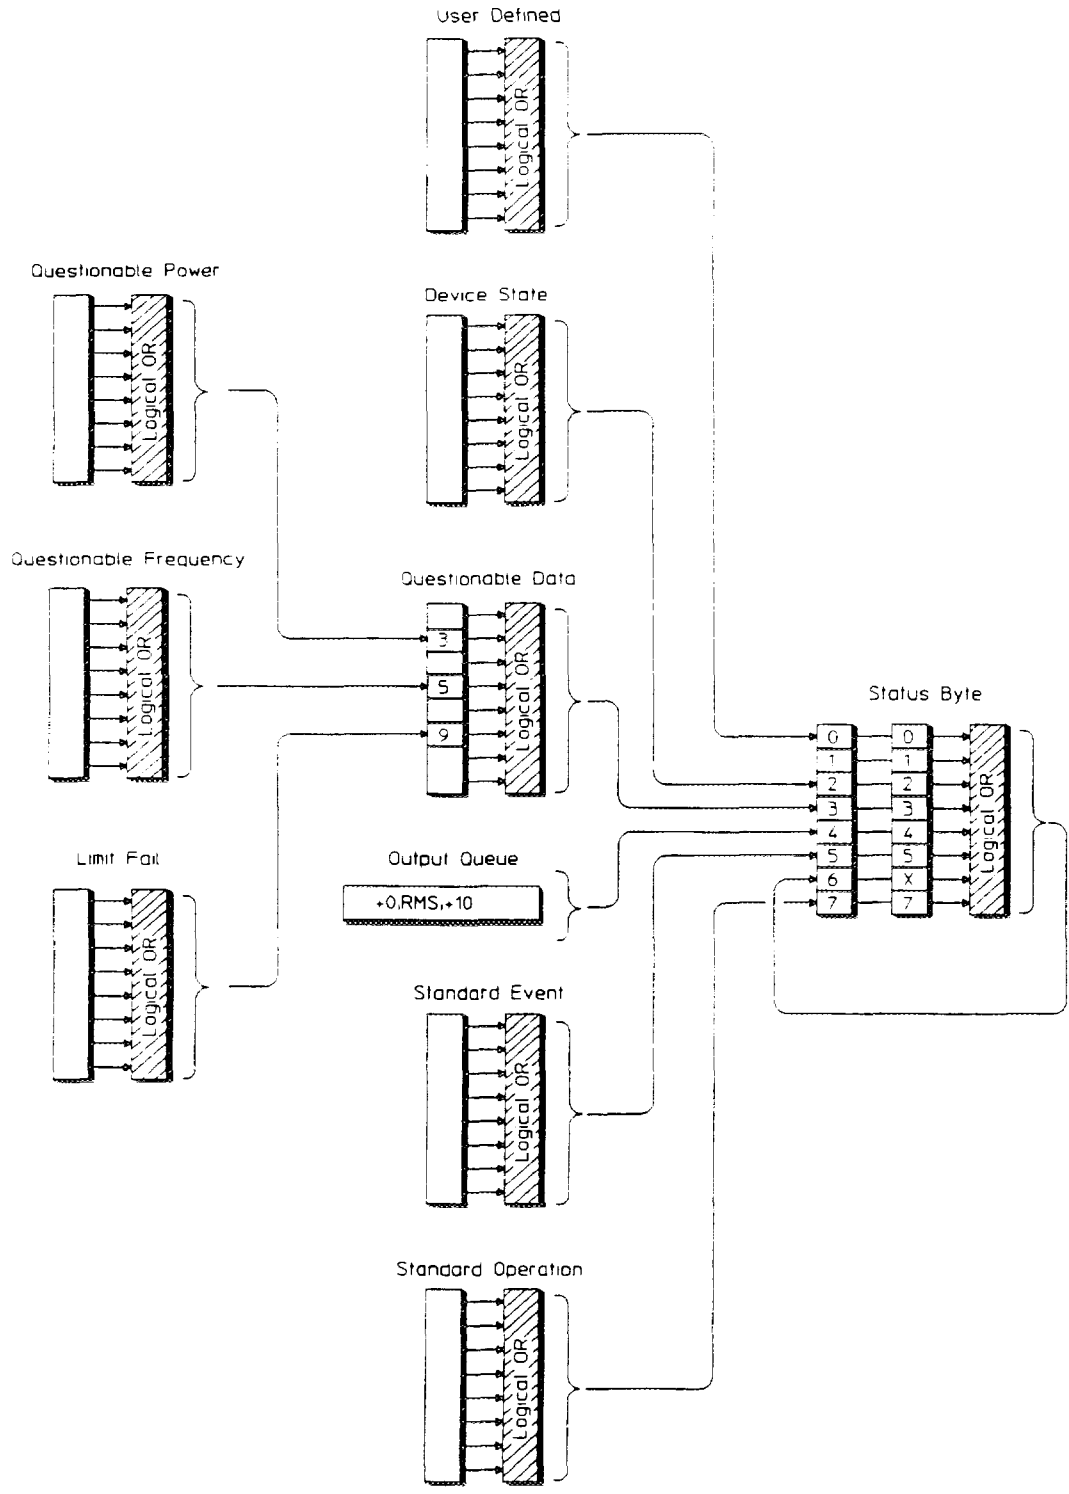 User Defined
Logical OR
Questionable Power
Logical OR
Device State
Logical OR
Questionable Frequency
Logical OR
Questionable Data
3
5
9
Logical OR
Status Byte
0 0
1 1
2 2
3 3
4 4
5 5
6 X
7 7
Logical OR
Limit Fail
Logical OR
Output Queue
+0,RMS,+10
Standard Event
Logical OR
Standard Operation
Logical OR